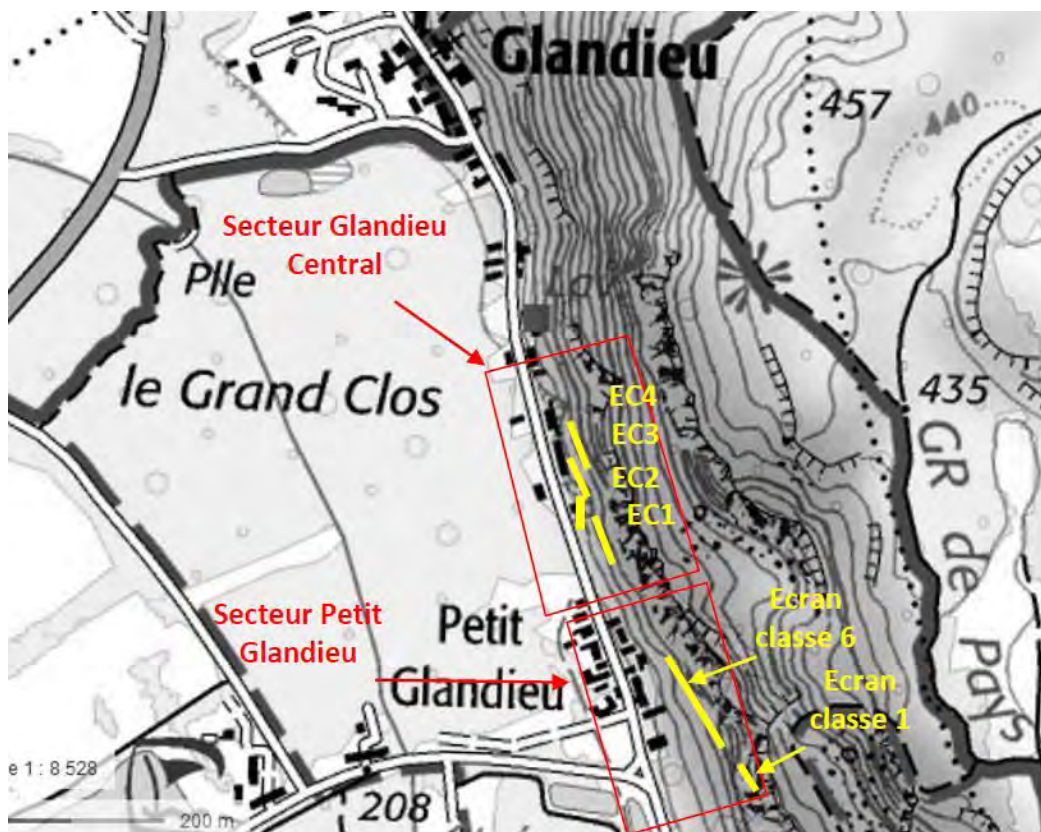 Glandieu
457
440
Secteur Glandieu
Central
Plle
Lav
le Grand Clos
435
EC4
EC3
EC2
EC1
GR de Pays
Secteur Petit
Glandieu
Petit
Glandieu
Ecran
classe 6
Ecran
classe 1
e 1 : 8 528
208
200 m